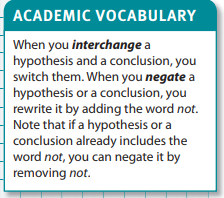 ACADEMIC VOCABULARY
When you interchange a
hypothesis and a conclusion, you
switch them. When you negate a
hypothesis or a conclusion, you
rewrite it by adding the word not.
Note that if a hypothesis or a
conclusion already includes the
word not, you can negate it by
removing not.